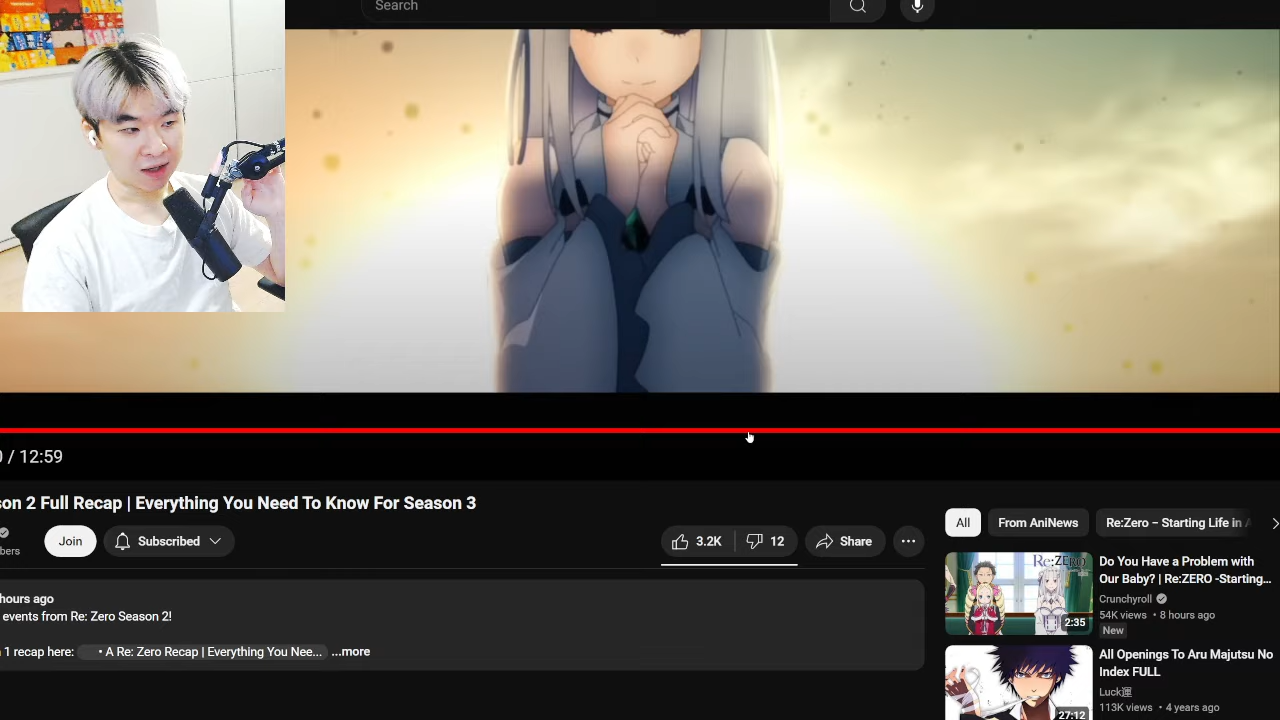 Search
/ 12:59
son 2 Full Recap | Everything You Need To Know For Season 3
bers
Join
Subscribed
3.2K
12
Share
...
All
From AniNews
Re:Zero − Starting Life in A
hours ago
events from Re: Zero Season 2!
1 recap here: • A Re: Zero Recap | Everything You Nee... ...more
Re:ZERO
2:35
Do You Have a Problem with
Our Baby? | Re:ZERO -Starting...
Crunchyroll
54K views • 8 hours ago
New
27:12
All Openings To Aru Majutsu No
Index FULL
Luck運
113K views • 4 years ago